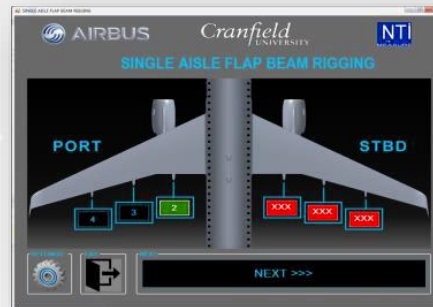 SINGLE AISLE FLAP BEAM RIGGING
AIRBUS
Cranfield
UNIVERSITY
NTi
SINGLE AISLE FLAP BEAM RIGGING
PORT
STBD
4
3
2
XXX
XXX
XXX
NEXT >>>